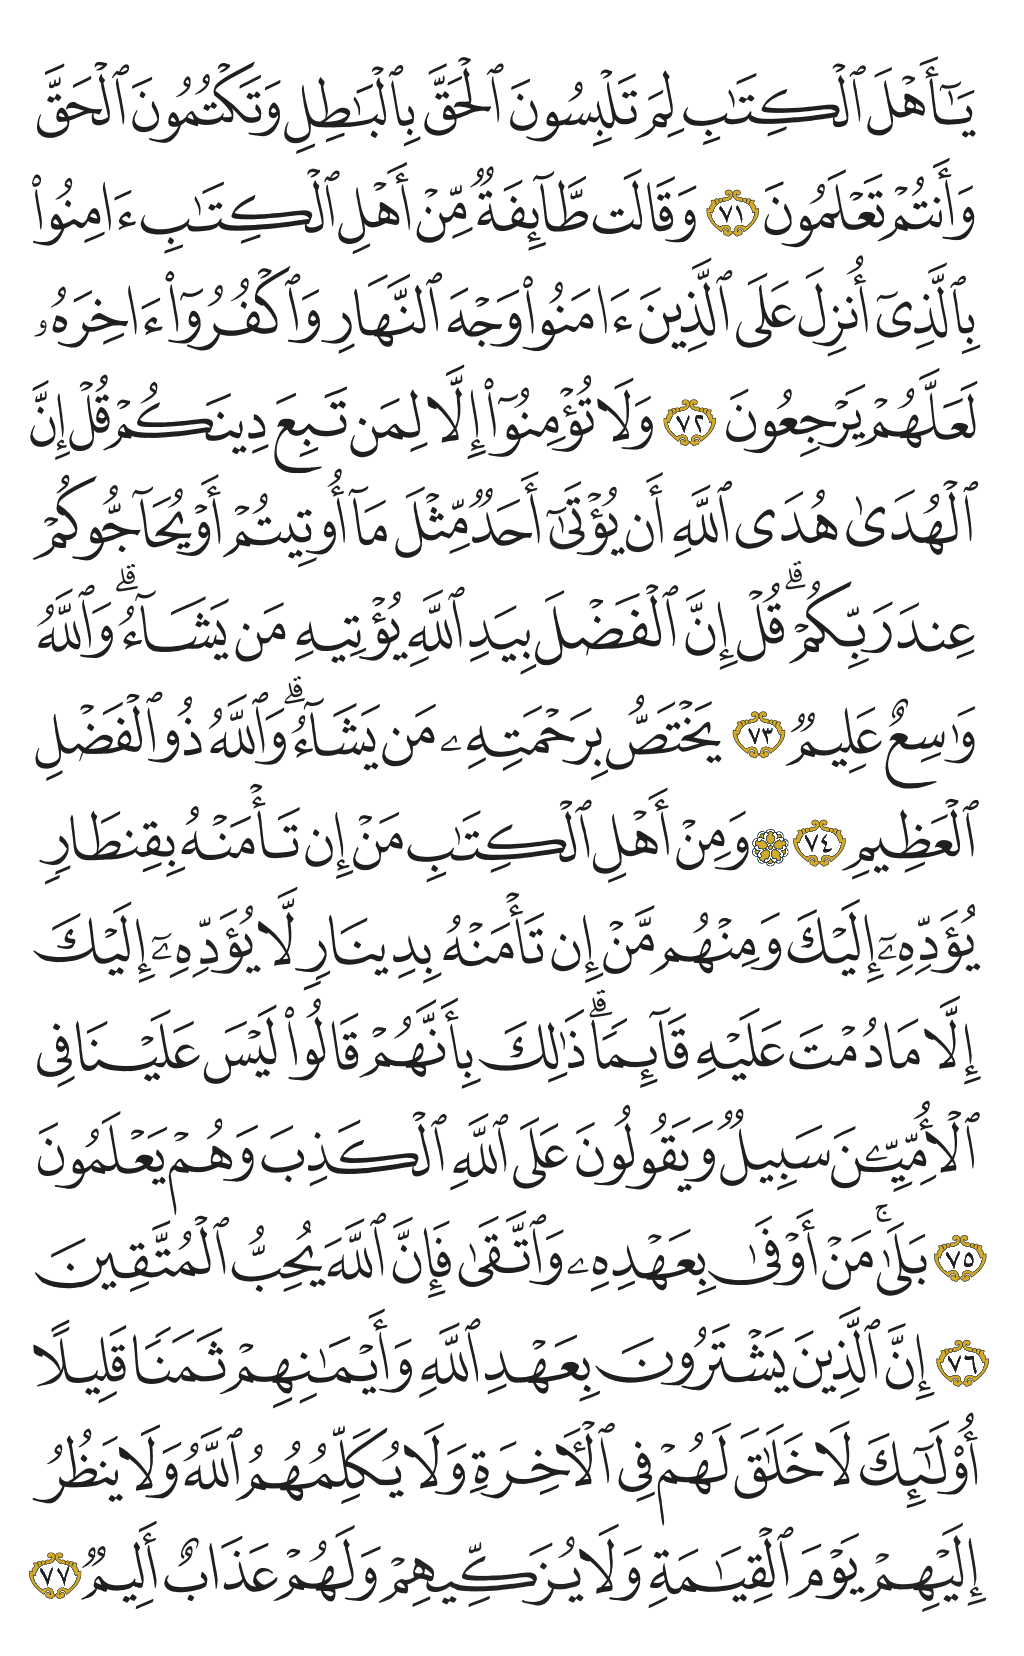 يَـٰٓأَهْلَ ٱلْكِتَـٰبِ لِمَ تَلْبِسُونَ ٱلْحَقَّ بِٱلْبَـٰطِلِ وَتَكْتُمُونَ ٱلْحَقَّ
وَأَنتُمْ تَعْلَمُونَ ٧١ وَقَالَت طَّآئِفَةٌ مِّنْ أَهْلِ ٱلْكِتَـٰبِ ءَامِنُوا۟
بِٱلَّذِىٓ أُنزِلَ عَلَى ٱلَّذِينَ ءَامَنُوا۟ وَجْهَ ٱلنَّهَارِ وَٱكْفُرُوٓا۟ ءَاخِرَهُۥ
لَعَلَّهُمْ يَرْجِعُونَ ٧٢ وَلَا تُؤْمِنُوٓا۟ إِلَّا لِمَن تَبِعَ دِينَكُمْ قُلْ إِنَّ
ٱلْهُدَىٰ هُدَى ٱللَّهِ أَن يُؤْتَىٰٓ أَحَدٌ مِّثْلَ مَآ أُوتِيتُمْ أَوْ يُحَآجُّوكُمْ
عِندَ رَبِّكُمْ ۗ قُلْ إِنَّ ٱلْفَضْلَ بِيَدِ ٱللَّهِ يُؤْتِيهِ مَن يَشَآءُ ۗ وَٱللَّهُ
وَٰسِعٌ عَلِيمٌ ٧٣ يَخْتَصُّ بِرَحْمَتِهِۦ مَن يَشَآءُ ۗ وَٱللَّهُ ذُو ٱلْفَضْلِ
ٱلْعَظِيمِ ٧٤ ۞ وَمِنْ أَهْلِ ٱلْكِتَـٰبِ مَنْ إِن تَأْمَنْهُ بِقِنطَارٍ
يُؤَدِّهِۦٓ إِلَيْكَ وَمِنْهُم مَّنْ إِن تَأْمَنْهُ بِدِينَارٍ لَّا يُؤَدِّهِۦٓ إِلَيْكَ
إِلَّا مَا دُمْتَ عَلَيْهِ قَآئِمًا ۗ ذَٰلِكَ بِأَنَّهُمْ قَالُوا۟ لَيْسَ عَلَيْنَا فِى
ٱلْأُمِّيِّـۧنَ سَبِيلٌ وَيَقُولُونَ عَلَى ٱللَّهِ ٱلْكَذِبَ وَهُمْ يَعْلَمُونَ
٧٥ بَلَىٰ ۚ مَنْ أَوْفَىٰ بِعَهْدِهِۦ وَٱتَّقَىٰ فَإِنَّ ٱللَّهَ يُحِبُّ ٱلْمُتَّقِينَ
٧٦ إِنَّ ٱلَّذِينَ يَشْتَرُونَ بِعَهْدِ ٱللَّهِ وَأَيْمَـٰنِهِمْ ثَمَنًا قَلِيلًا
أُو۟لَـٰٓئِكَ لَا خَلَـٰقَ لَهُمْ فِى ٱلْـَٔاخِرَةِ وَلَا يُكَلِّمُهُمُ ٱللَّهُ وَلَا يَنظُرُ
إِلَيْهِمْ يَوْمَ ٱلْقِيَـٰمَةِ وَلَا يُزَكِّيهِمْ وَلَهُمْ عَذَابٌ أَلِيمٌ ٧٧